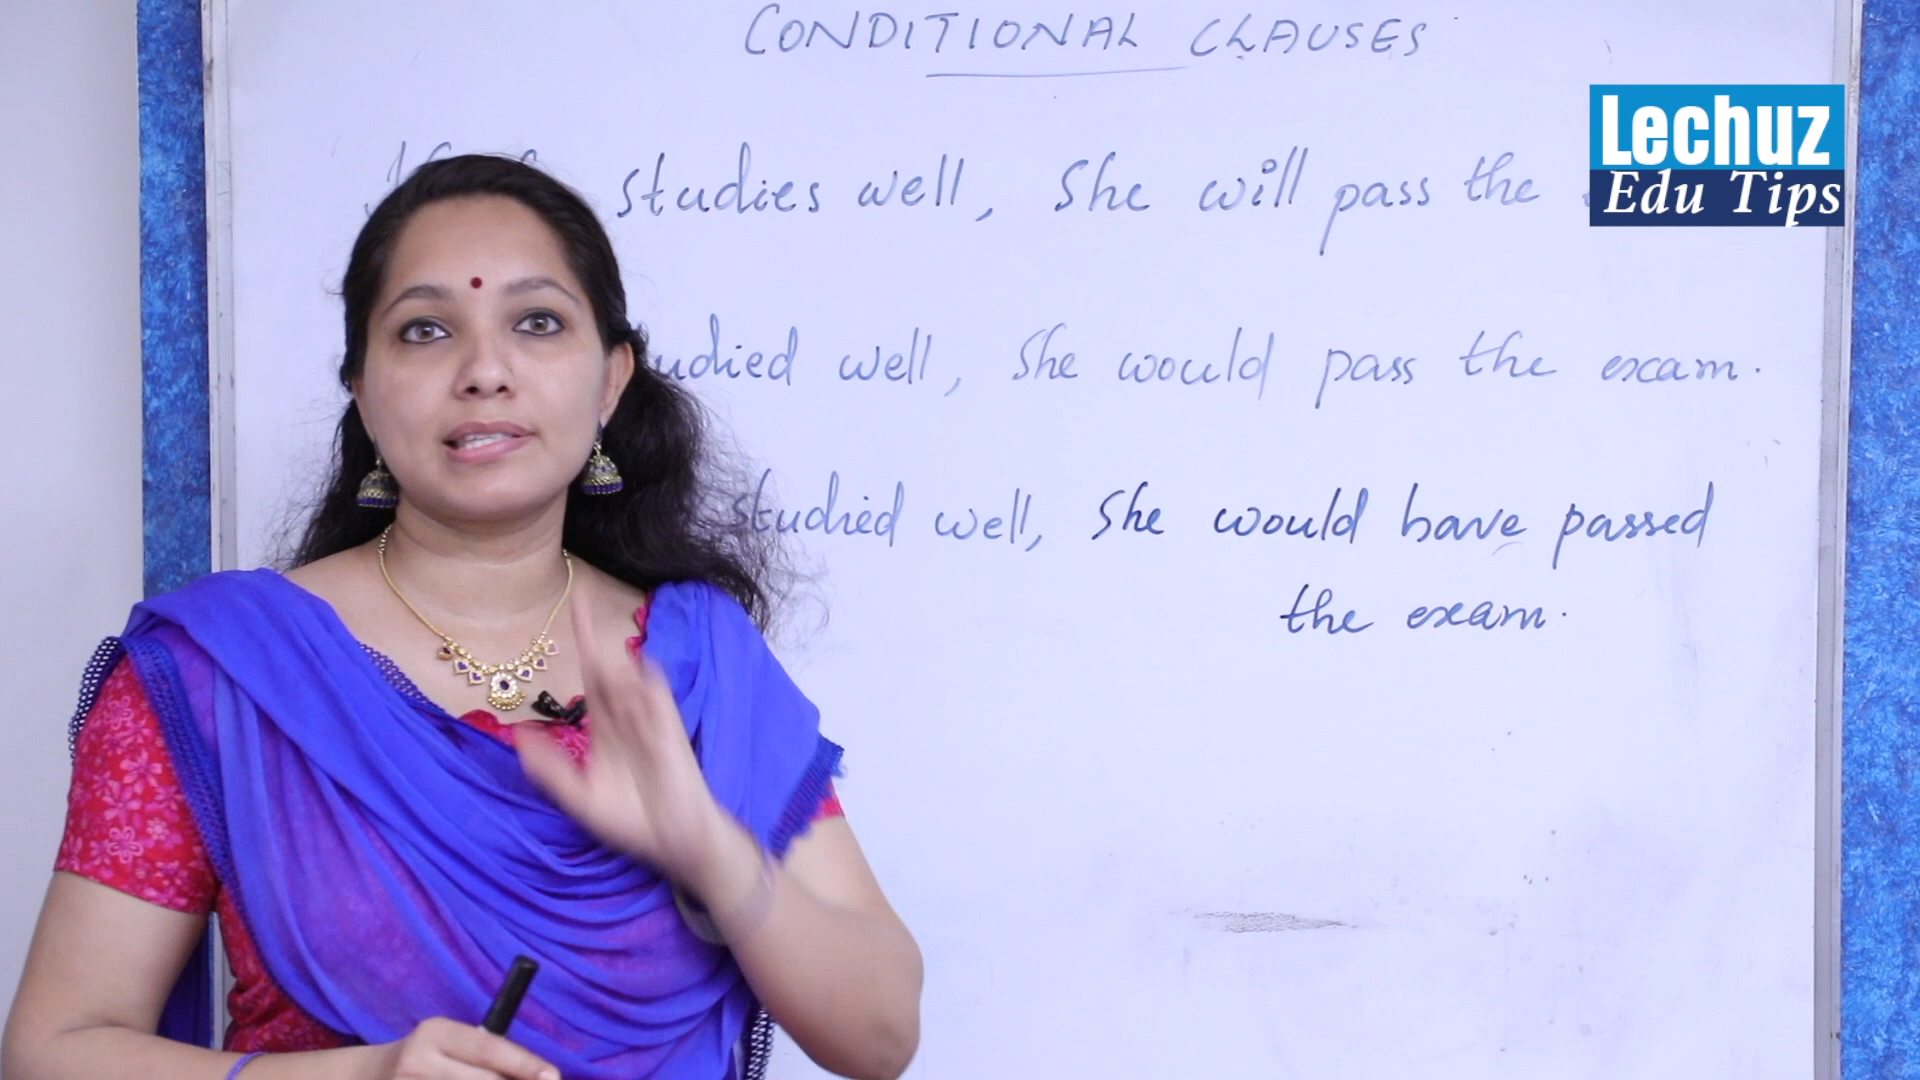 CONDITIONAL CLAUSES
Lechuz
Edu Tips
If studies well, She will pass the
udied well, She would pass the exam.
studied well, She would have passed
the exam.